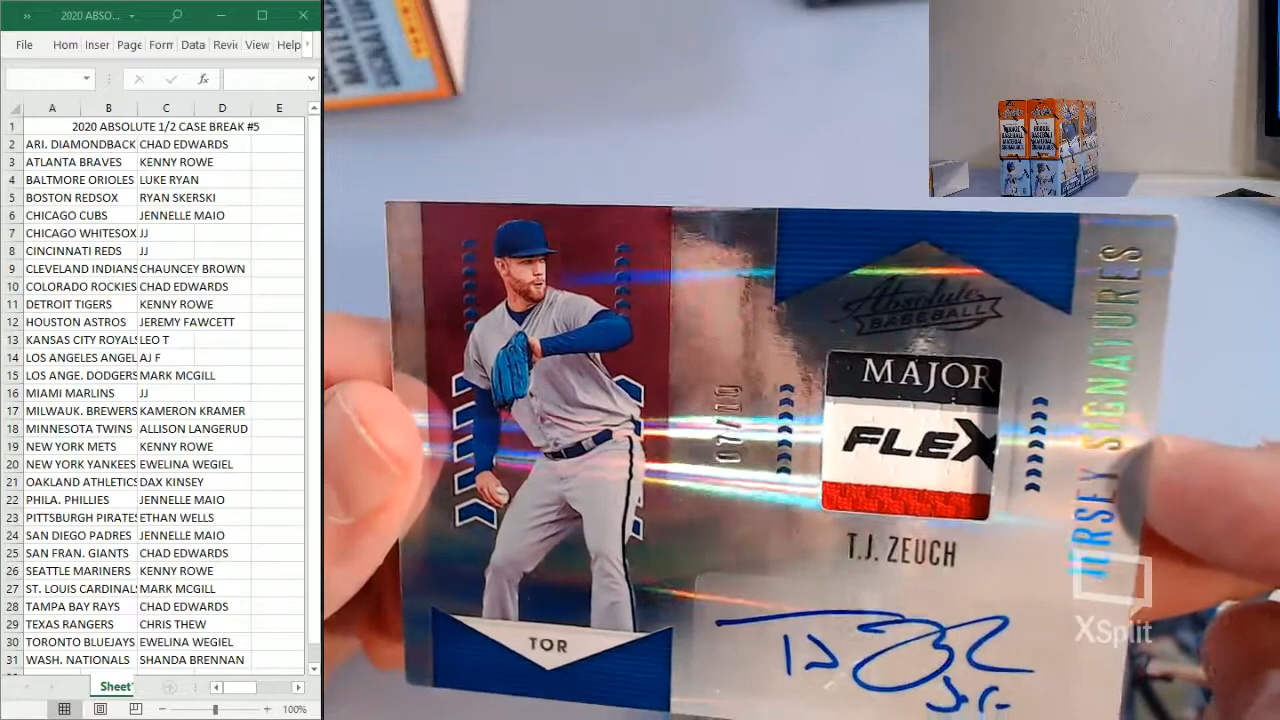 2020 ABSO...
File Hom Inser Page Forn Data Revi View Help
fx
A B C D E
1 2020 ABSOLUTE 1/2 CASE BREAK #5
2 ARI. DIAMONDBACK CHAD EDWARDS
3 ATLANTA BRAVES KENNY ROWE
4 BALTMORE ORIOLES LUKE RYAN
5 BOSTON REDSOX RYAN SKERSKI
6 CHICAGO CUBS JENNELLE MAIO
7 CHICAGO WHITESOX JJ
8 CINCINNATI REDS JJ
9 CLEVELAND INDIANS CHAUNCEY BROWN
10 COLORADO ROCKIES CHAD EDWARDS
11 DETROIT TIGERS KENNY ROWE
12 HOUSTON ASTROS JEREMY FAWCETT
13 KANSAS CITY ROYALS LEO T
14 LOS ANGELES ANGEL AJ F
15 LOS ANGE. DODGERS MARK MCGILL
16 MIAMI MARLINS JJ
17 MILWAUK. BREWERS KAMERON KRAMER
18 MINNESOTA TWINS ALLISON LANGERUD
19 NEW YORK METS KENNY ROWE
20 NEW YORK YANKEES EWELINA WEGIEL
21 OAKLAND ATHLETICS DAX KINSEY
22 PHILA. PHILLIES JENNELLE MAIO
23 PITTSBURGH PIRATES ETHAN WELLS
24 SAN DIEGO PADRES JENNELLE MAIO
25 SAN FRAN. GIANTS CHAD EDWARDS
26 SEATTLE MARINERS KENNY ROWE
27 ST. LOUIS CARDINALS MARK MCGILL
28 TAMPA BAY RAYS CHAD EDWARDS
29 TEXAS RANGERS CHRIS THEW
30 TORONTO BLUEJAYS EWELINA WEGIEL
31 WASH. NATIONALS SHANDA BRENNAN
Sheet
100%
Absolute
BASEBALL
MAJOR
FLEX
T.J. ZEUCH
TOR
07/10
JERSEY SIGNATURES
XSplit